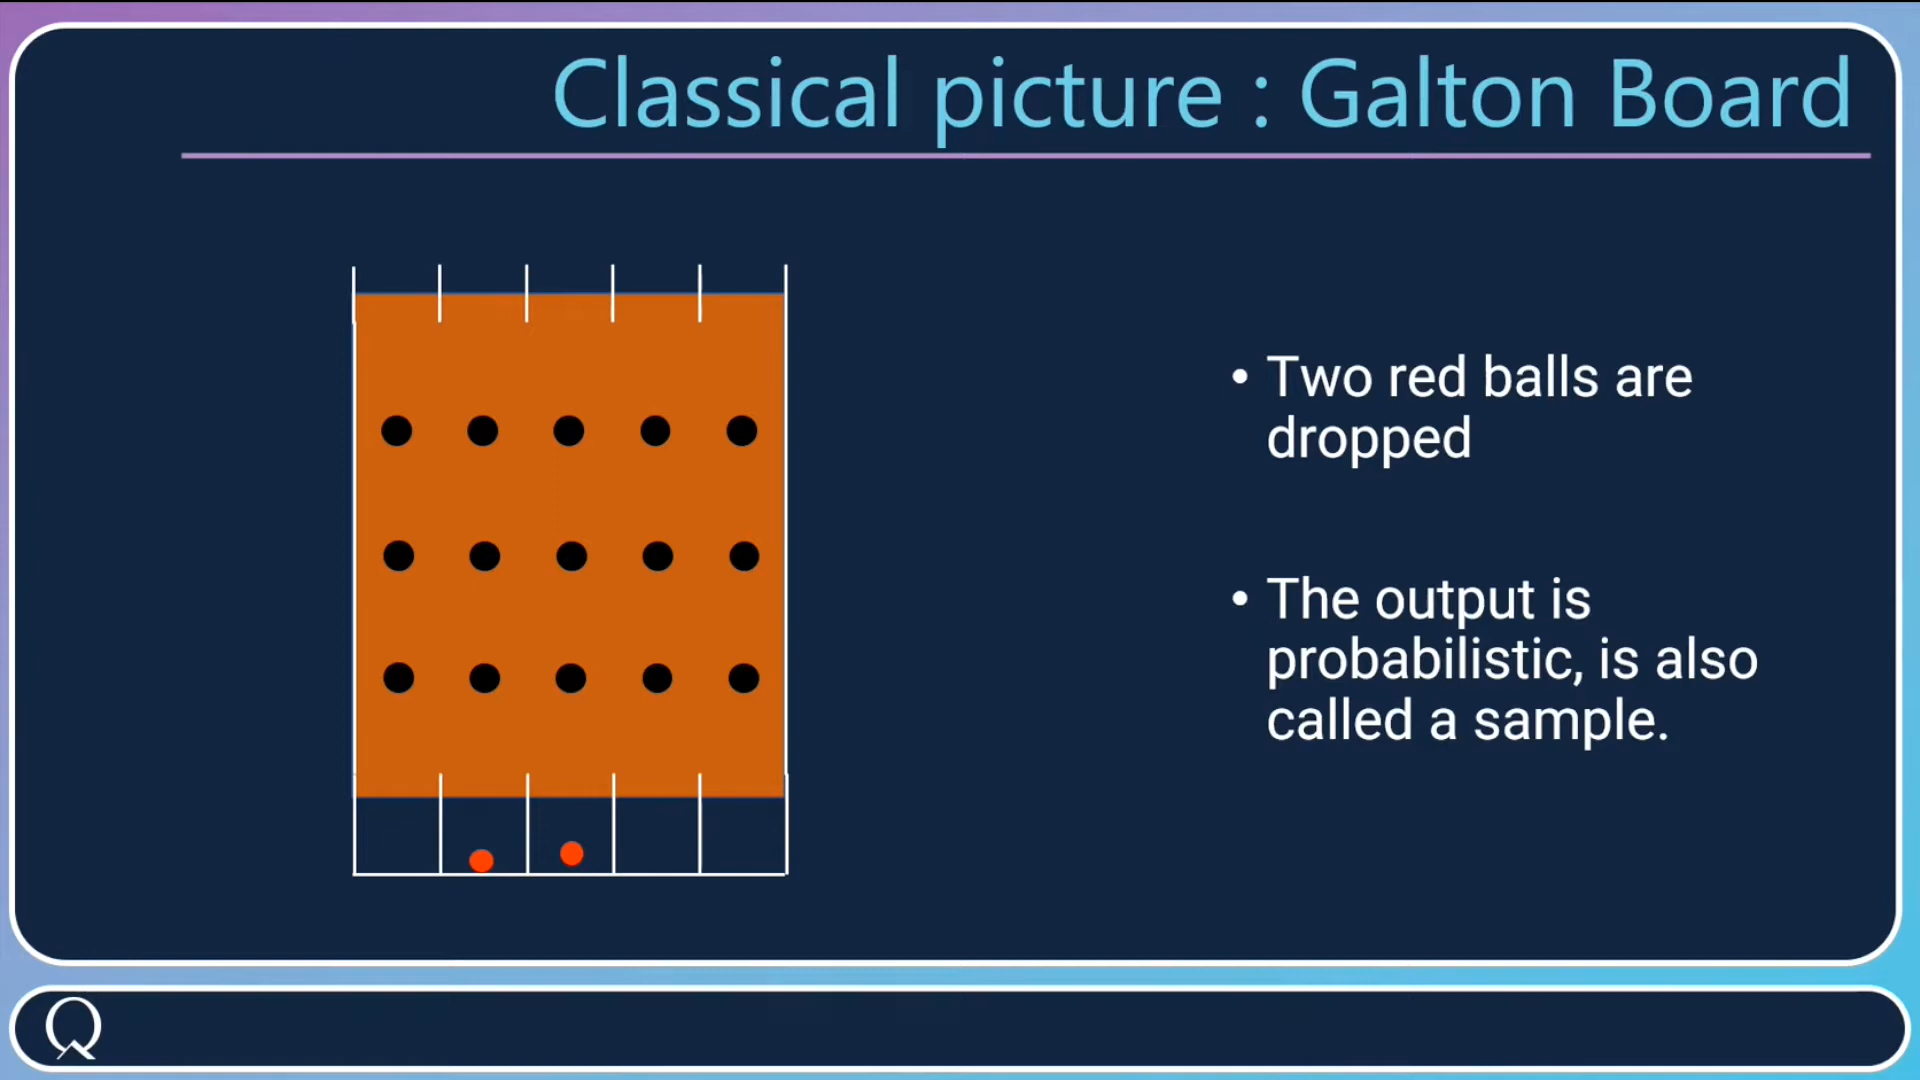 Classical picture : Galton Board
• Two red balls are
dropped
• The output is
probabilistic, is also
called a sample.
Q